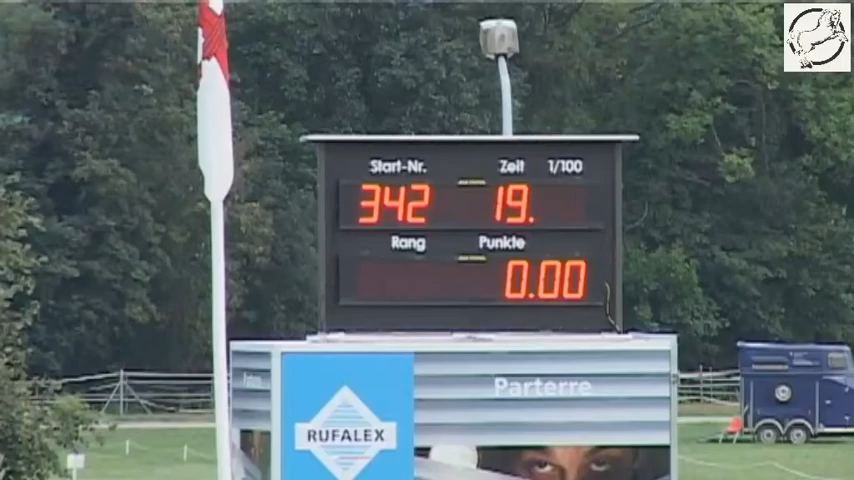 Start-Nr. Zeit 1/100
342 19.
Rang Punkte
0.00
Parterre
RUFALEX